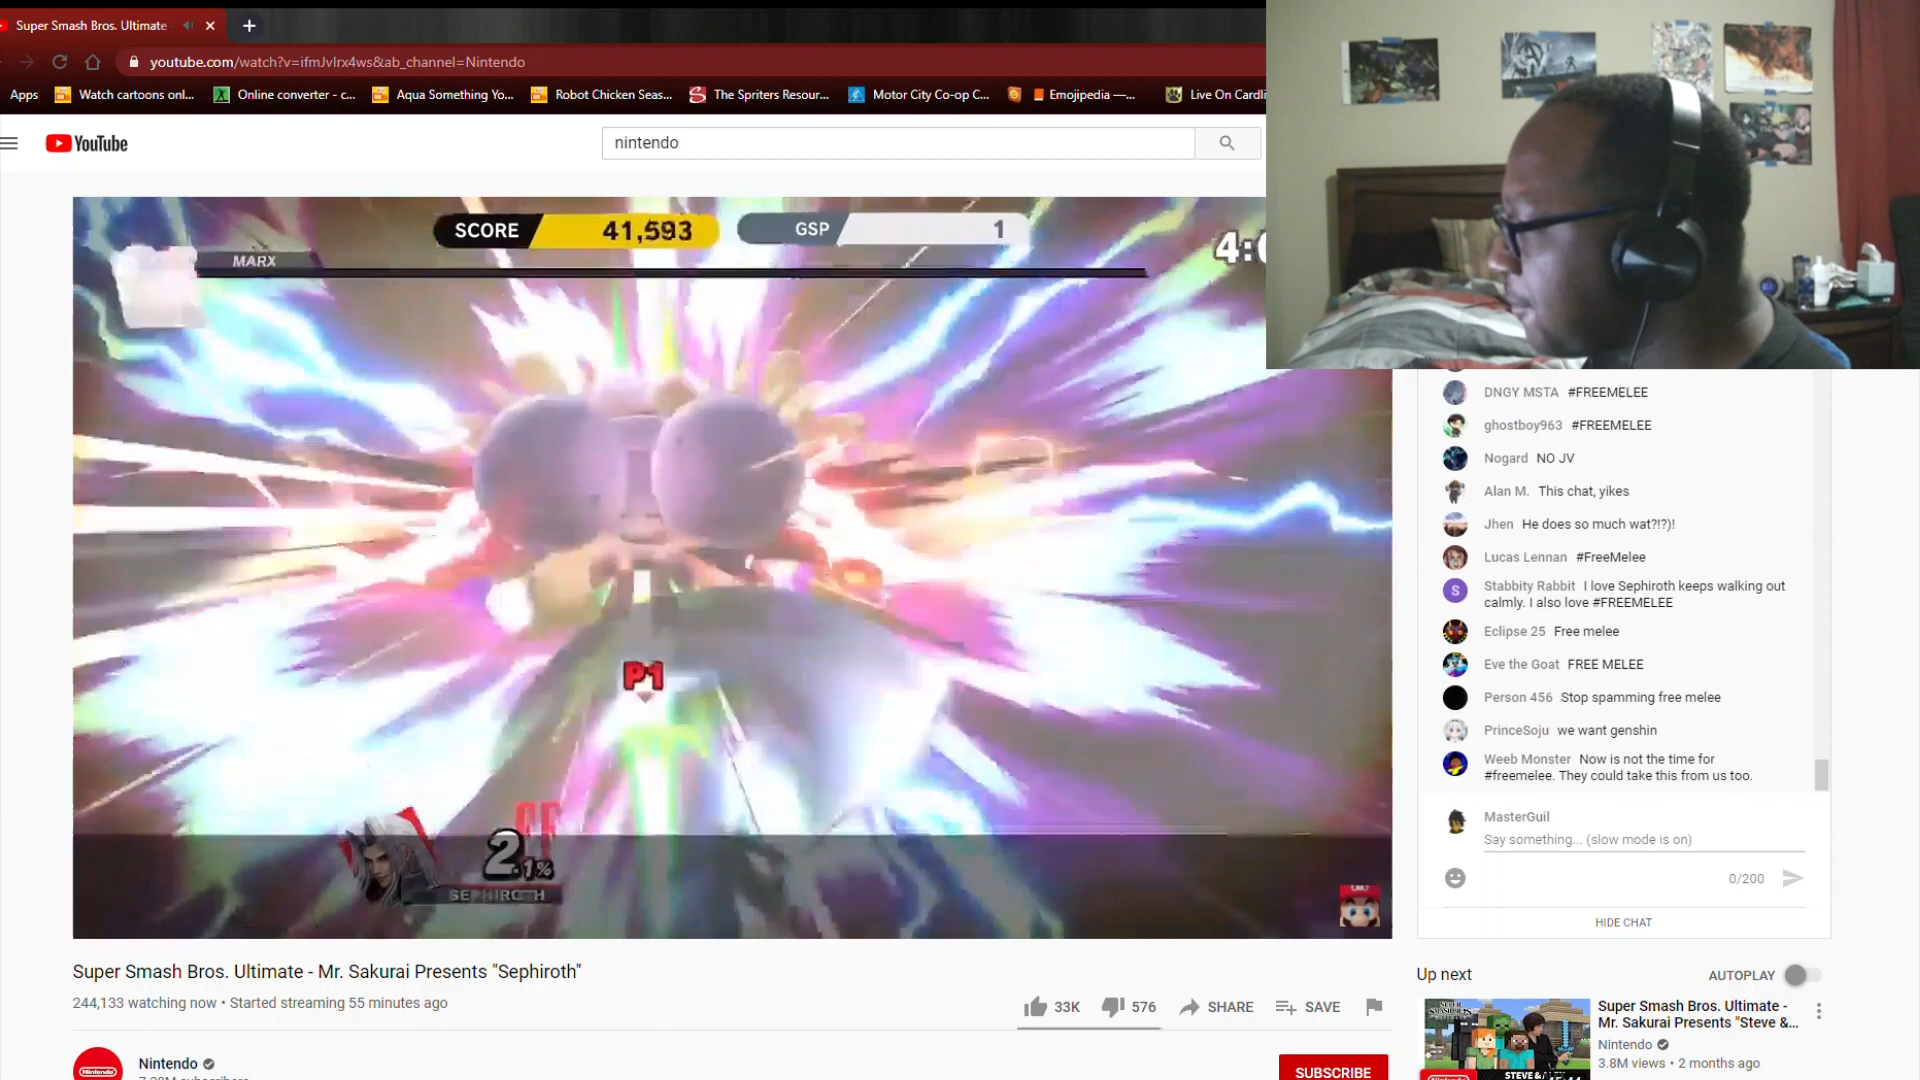 Super Smash Bros. Ultimate
youtube.com/watch?v=ifmJvlrx4ws&ab_channel=Nintendo
Apps
Watch cartoons onl...
Online converter - c...
Aqua Something Yo...
Robot Chicken Seas...
The Spriters Resour...
Motor City Co-op C...
Emojipedia —...
Live On Cardli
YouTube
nintendo
SCORE 41,593
GSP 1
4:0
MARX
P1
2.1%
SEPHIROTH
DNGY MSTA #FREEMELEE
ghostboy963 #FREEMELEE
Nogard NO JV
Alan M. This chat, yikes
Jhen He does so much wat?!?)!
Lucas Lennan #FreeMelee
S
Stabbity Rabbit I love Sephiroth keeps walking out
calmly. I also love #FREEMELEE
Eclipse 25 Free melee
Eve the Goat FREE MELEE
Person 456 Stop spamming free melee
PrinceSoju we want genshin
Weeb Monster Now is not the time for
#freemelee. They could take this from us too.
MasterGuil
Say something... (slow mode is on)
0/200
HIDE CHAT
Super Smash Bros. Ultimate - Mr. Sakurai Presents "Sephiroth"
244,133 watching now • Started streaming 55 minutes ago
33K
576
SHARE
SAVE
Nintendo
Nintendo
SUBSCRIBE
Up next
AUTOPLAY
Super Smash Bros. Ultimate -
Mr. Sakurai Presents "Steve &...
Nintendo
3.8M views • 2 months ago